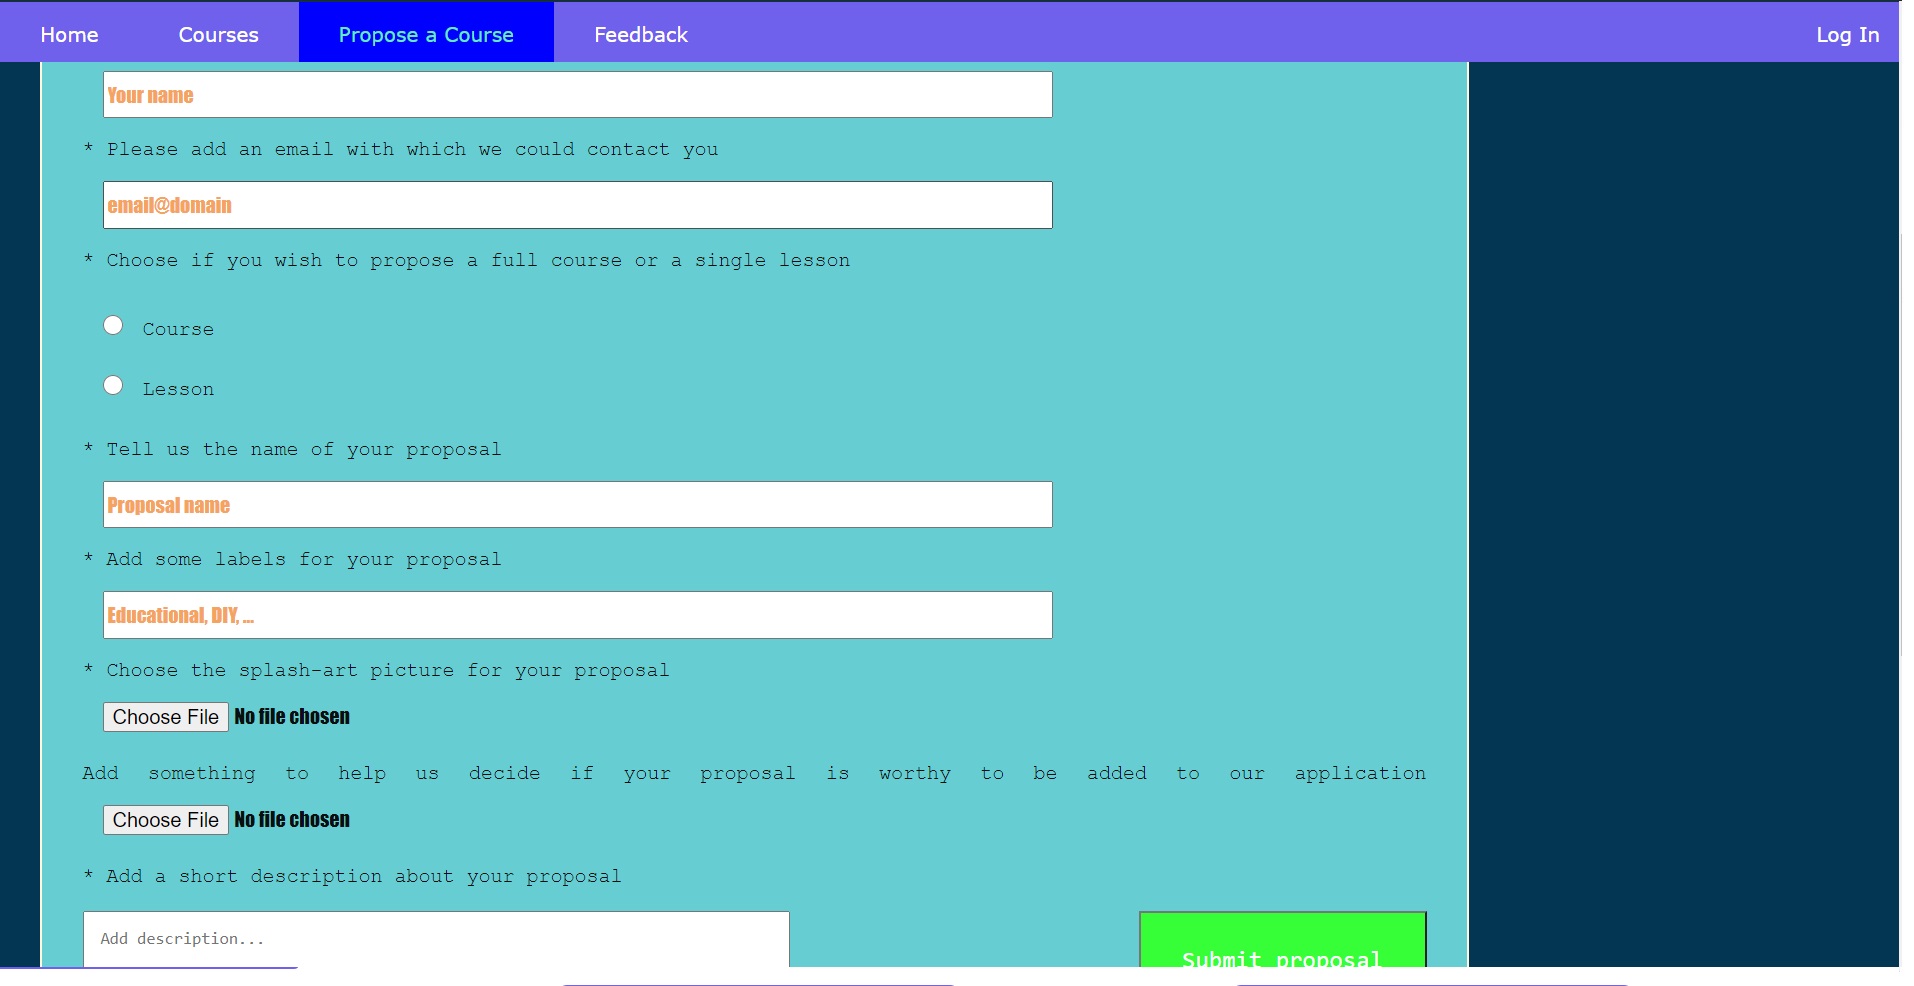 Home Courses Propose a Course Feedback Log In
Your name
* Please add an email with which we could contact you
email@domain
* Choose if you wish to propose a full course or a single lesson
Course
Lesson
* Tell us the name of your proposal
Proposal name
* Add some labels for your proposal
Educational, DIY, ...
* Choose the splash-art picture for your proposal
Choose File No file chosen
Add something to help us decide if your proposal is worthy to be added to our application
Choose File No file chosen
* Add a short description about your proposal
Add description...
Submit proposal